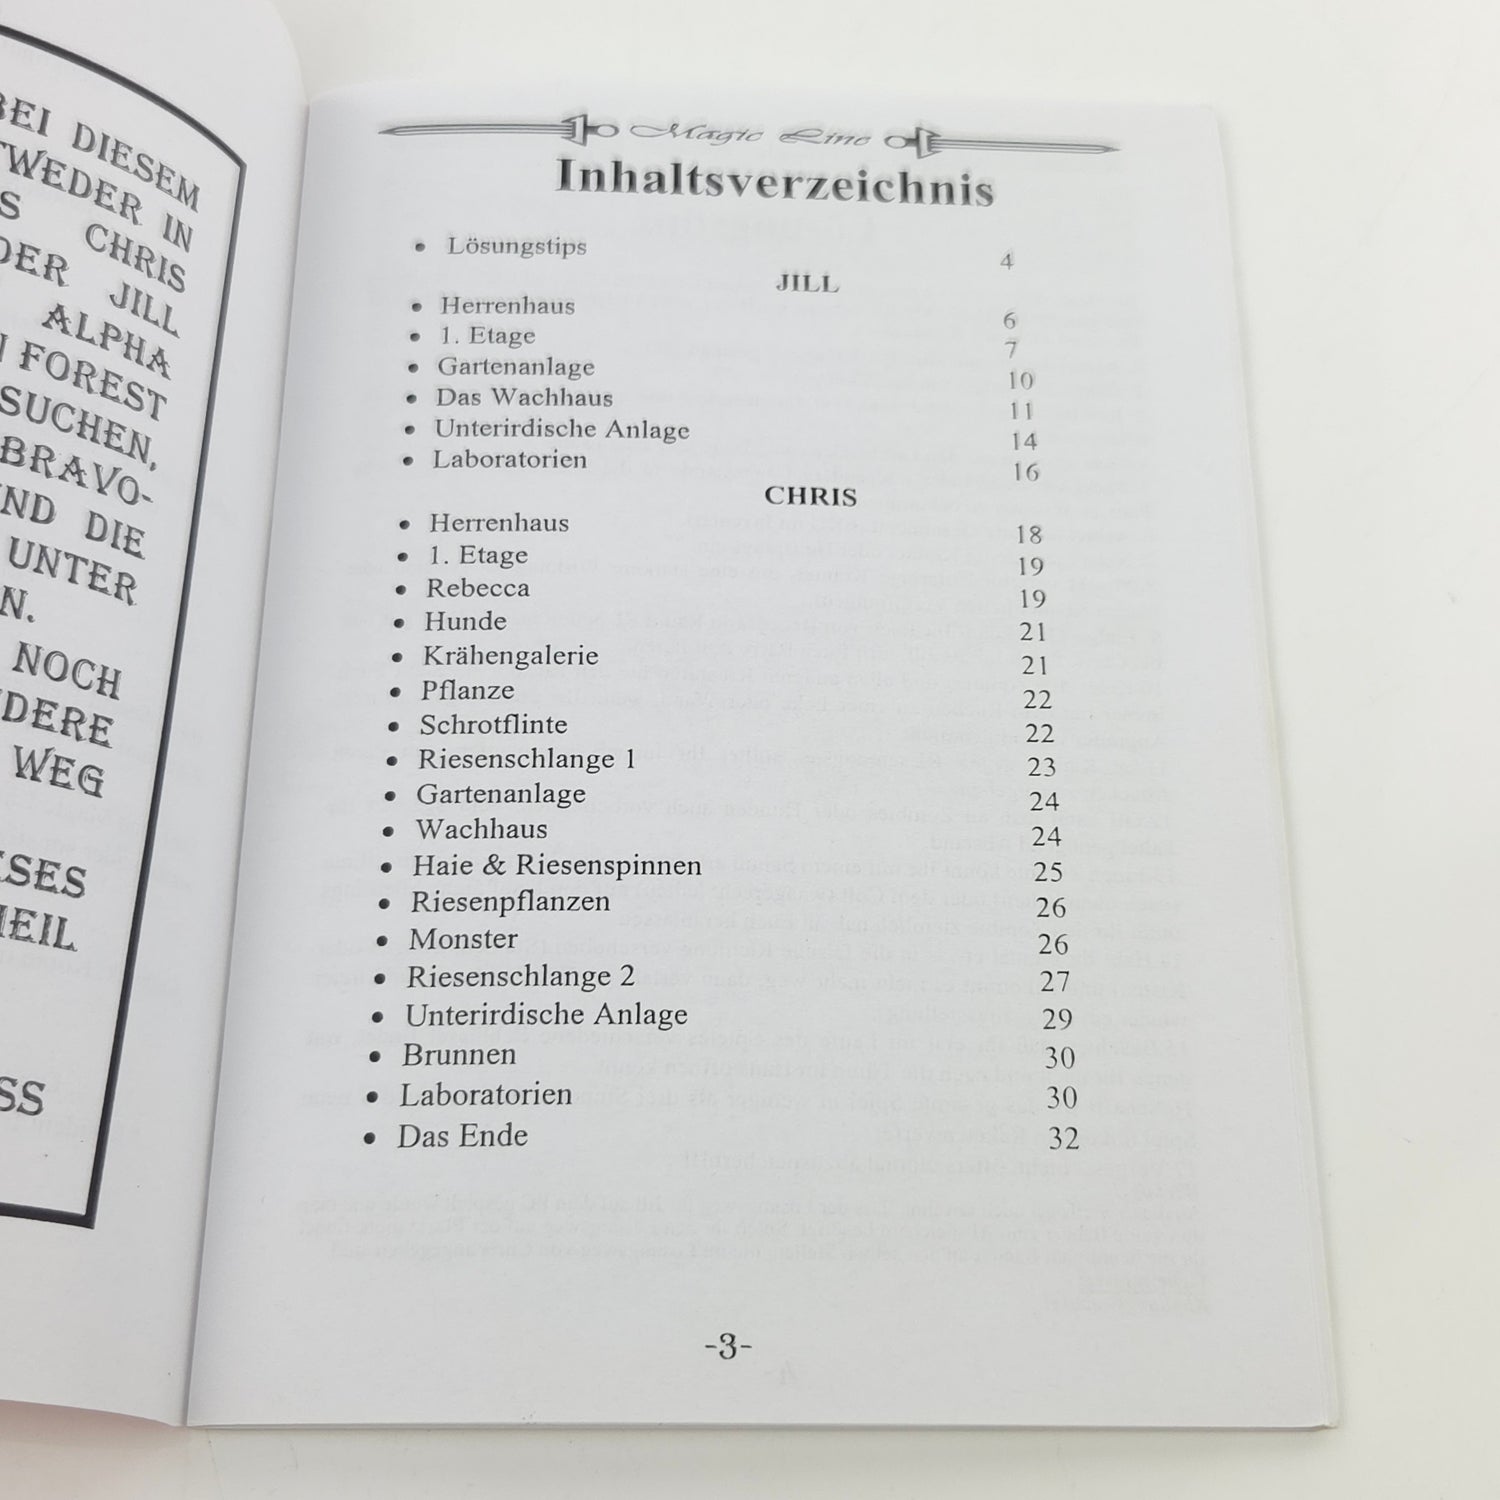 BEI DIESEM
TWEDER IN
S CHRIS
DER JILL
ALPHA
N FOREST
SUCHEN,
BRAVO-
ND DIE
UNTER
N.
NOCH
DERE
WEG
ESES
HEIL
SS
Magic Line
Inhaltsverzeichnis
• Lösungstips 4
JILL
• Herrenhaus 6
• 1. Etage 7
• Gartenanlage 10
• Das Wachhaus 11
• Unterirdische Anlage 14
• Laboratorien 16
CHRIS
• Herrenhaus 18
• 1. Etage 19
• Rebecca 19
• Hunde 21
• Krähengalerie 21
• Pflanze 22
• Schrotflinte 22
• Riesenschlange 1 23
• Gartenanlage 24
• Wachhaus 24
• Haie & Riesenspinnen 25
• Riesenpflanzen 26
• Monster 26
• Riesenschlange 2 27
• Unterirdische Anlage 29
• Brunnen 30
• Laboratorien 30
• Das Ende 32
-3-